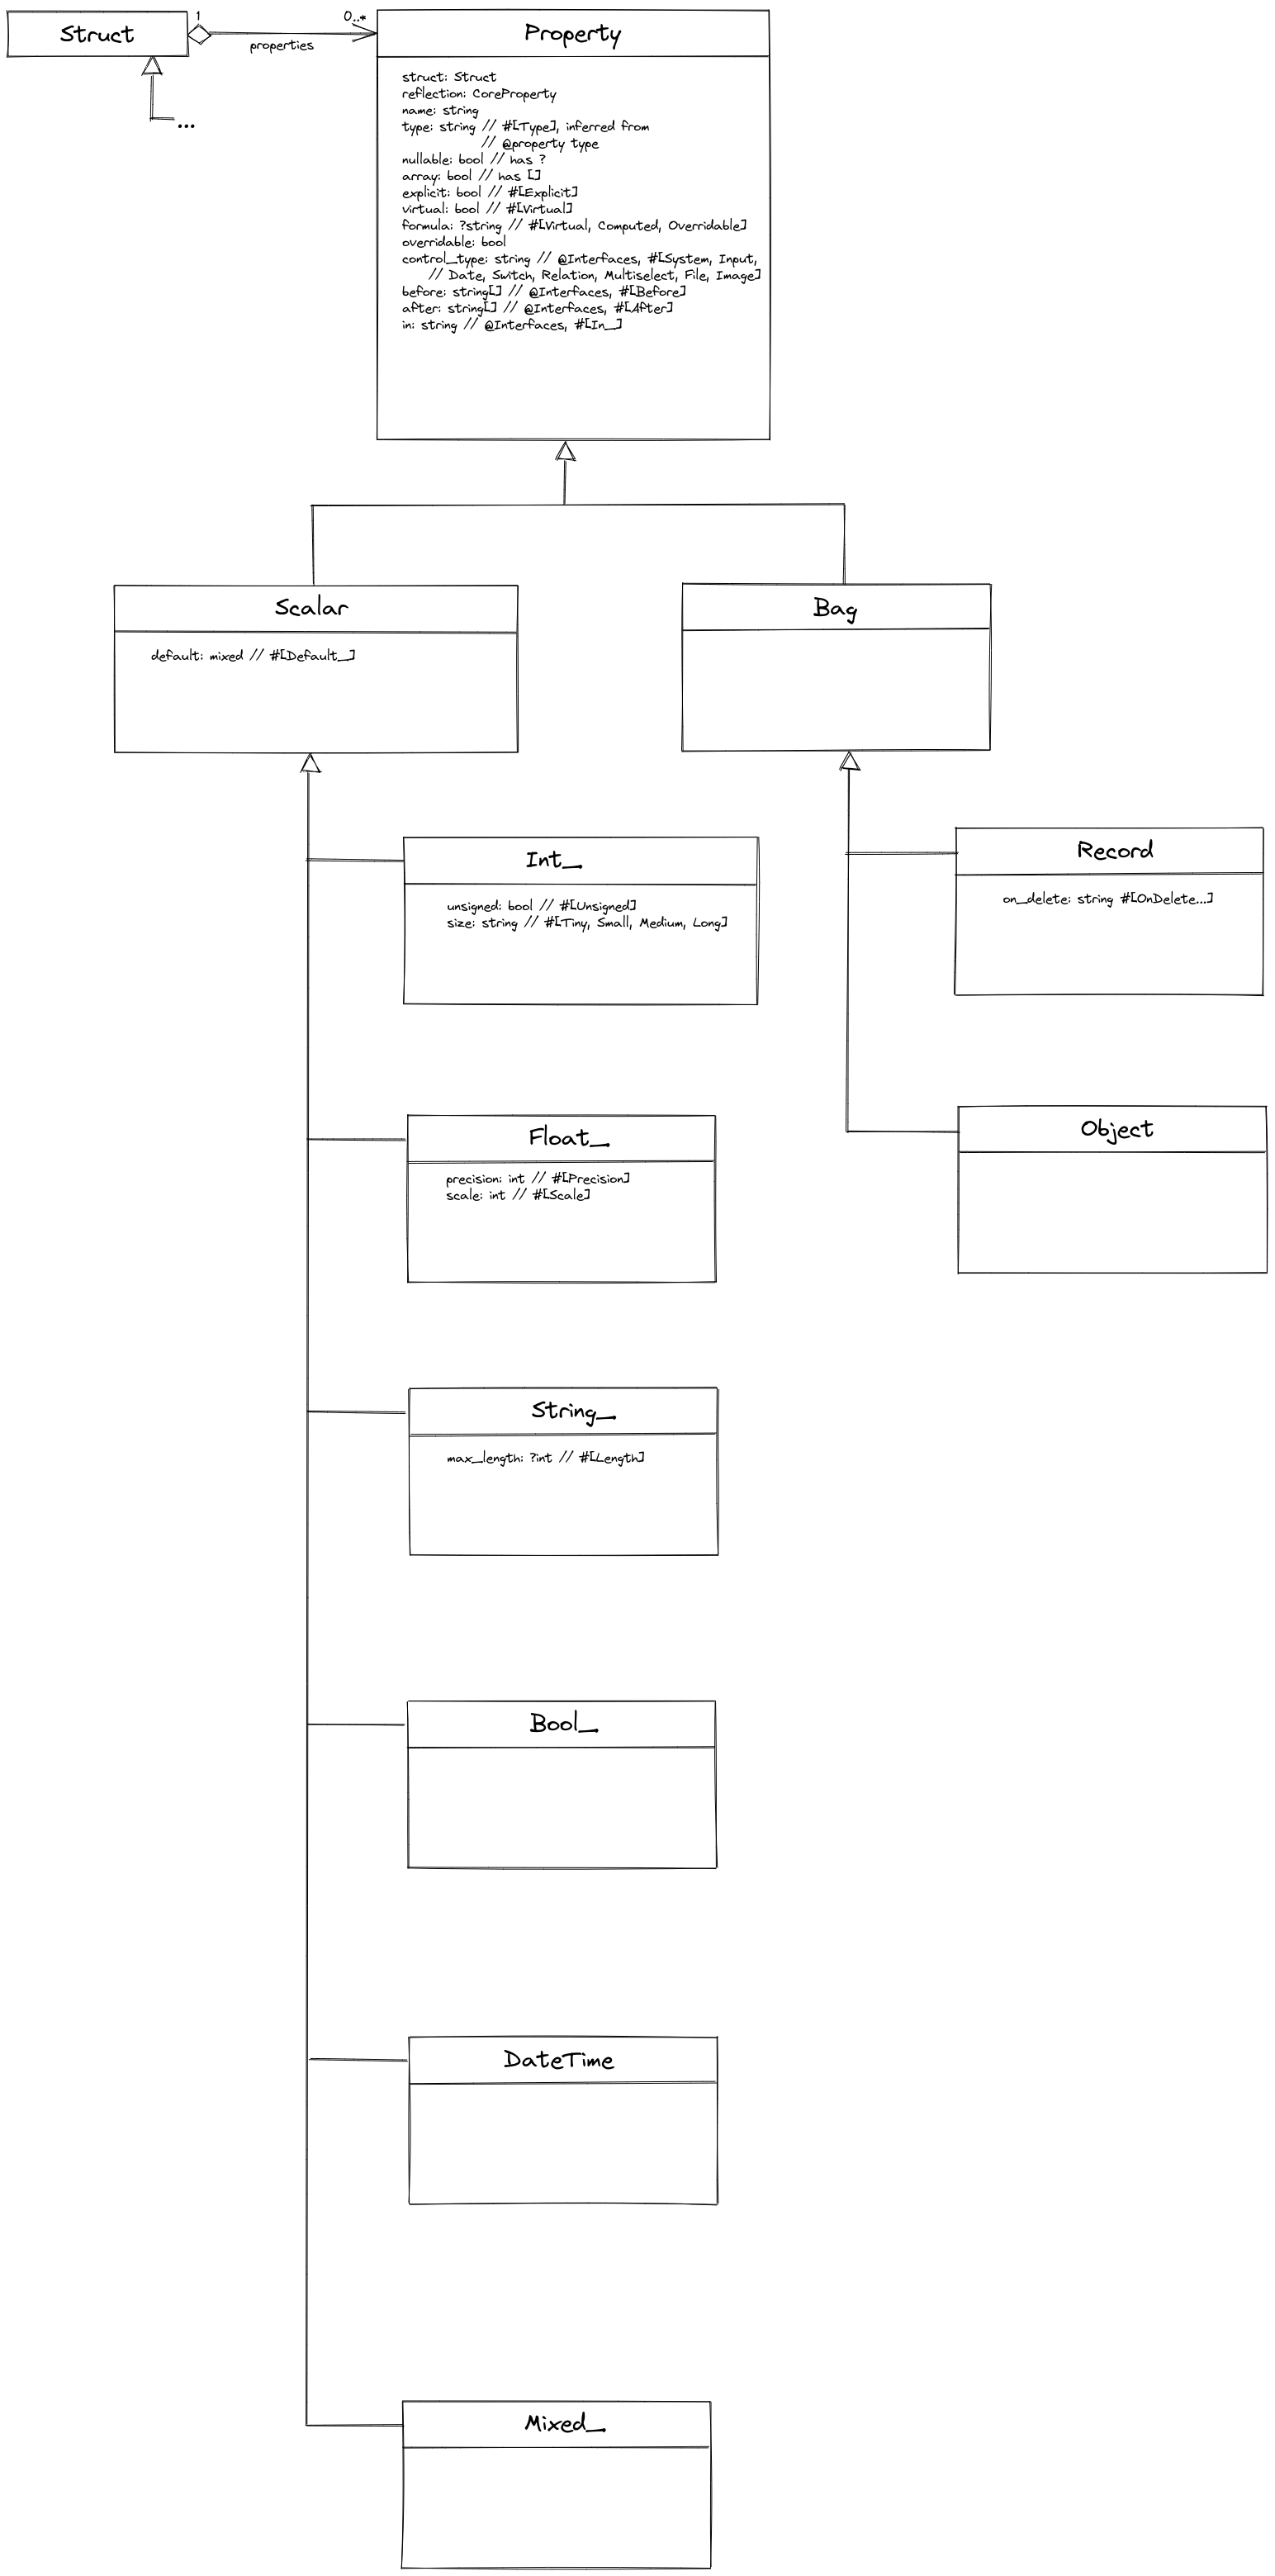 Struct
1
0..*
properties
...
Property
struct: Struct
reflection: CoreProperty
name: string
type: string // #[Type], inferred from
// @property type
nullable: bool // has ?
array: bool // has []
explicit: bool // #[Explicit]
virtual: bool // #[Virtual]
formula: ?string // #[Virtual, Computed, Overridable]
overridable: bool
control_type: string // @Interfaces, #[System, Input,
// Date, Switch, Relation, Multiselect, File, Image]
before: string[] // @Interfaces, #[Before]
after: string[] // @Interfaces, #[After]
in: string // @Interfaces, #[In_]
Scalar
default: mixed // #[Default_]
Bag
Int_
unsigned: bool // #[Unsigned]
size: string // #[Tiny, Small, Medium, Long]
Record
on_delete: string #[OnDelete...]
Float_
precision: int // #[Precision]
scale: int // #[Scale]
Object
String_
max_length: ?int // #[Length]
Bool_
DateTime
Mixed_